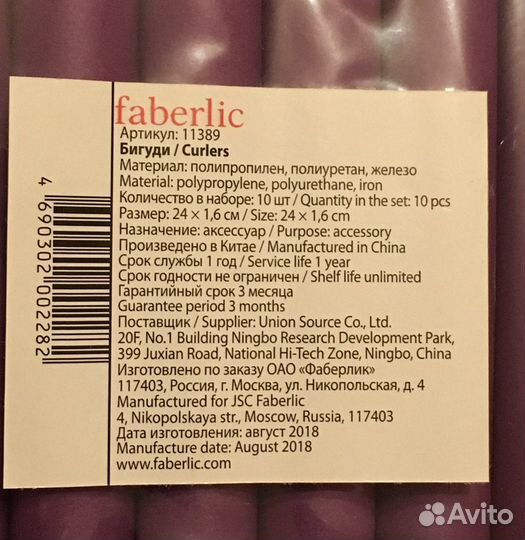 faberlic
Артикул: 11389
Бигуди / Curlers
Материал: полипропилен, полиуретан, железо
Material: polypropylene, polyurethane, iron
Количество в наборе: 10 шт / Quantity in the set: 10 pcs
Размер: 24 × 1,6 см / Size: 24 × 1,6 cm
Назначение: аксессуар / Purpose: accessory
Произведено в Китае / Manufactured in China
Срок службы 1 год / Service life 1 year
Срок годности не ограничен / Shelf life unlimited
Гарантийный срок 3 месяца
Guarantee period 3 months
Поставщик / Supplier: Union Source Co., Ltd.
20F, No.1 Building Ningbo Research Development Park,
399 Juxian Road, National Hi-Tech Zone, Ningbo, China
Изготовлено по заказу ОАО «Фаберлик»
117403, Россия, г. Москва, ул. Никопольская, д. 4
Manufactured for JSC Faberlic
4, Nikopolskaya str., Moscow, Russia, 117403
Дата изготовления: август 2018
Manufacture date: August 2018
www.faberlic.com
4 690302 002282
Avito